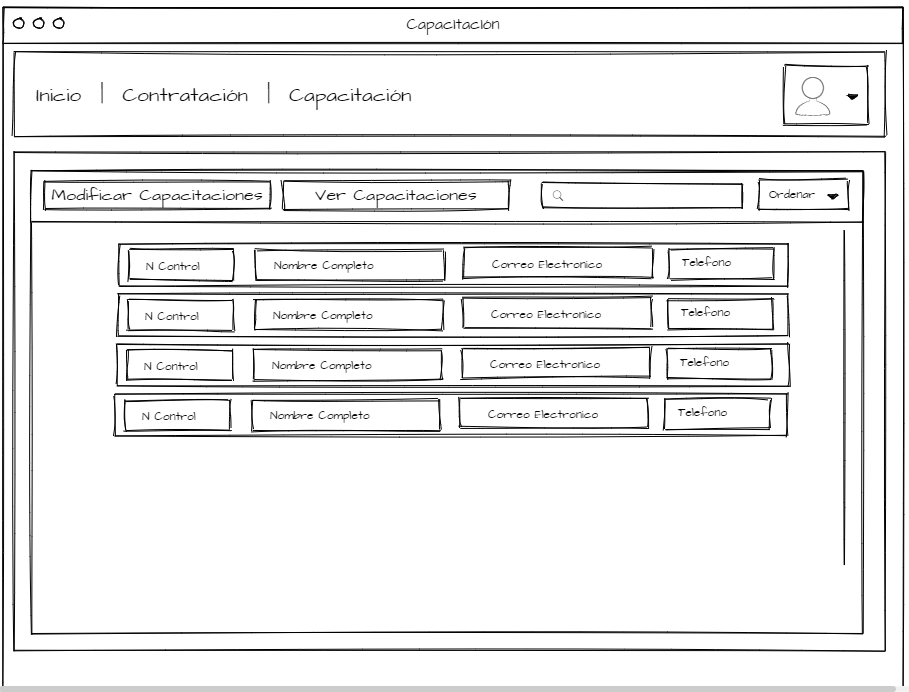 Capacitación
Inicio | Contratación | Capacitación
Modificar Capacitaciones Ver Capacitaciones Ordenar
N Control Nombre Completo Correo Electronico Telefono
N Control Nombre Completo Correo Electronico Telefono
N Control Nombre Completo Correo Electronico Telefono
N Control Nombre Completo Correo Electronico Telefono